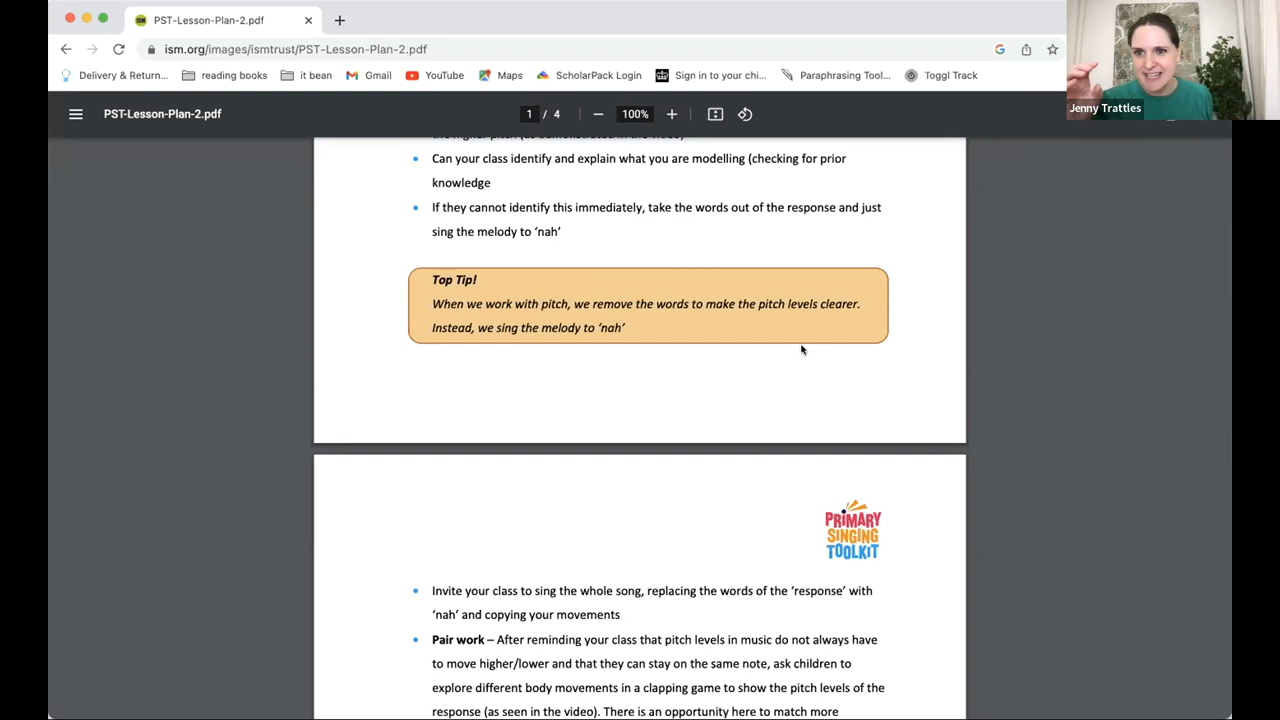 PST-Lesson-Plan-2.pdf
ism.org/images/ismtrust/PST-Lesson-Plan-2.pdf
Delivery & Return... reading books it bean Gmail YouTube Maps ScholarPack Login Sign in to your chi... Paraphrasing Tool... Toggl Track
Jenny Trattles
PST-Lesson-Plan-2.pdf 1 / 4 100%
the higher pitch (as demonstrated in the video)
• Can your class identify and explain what you are modelling (checking for prior
knowledge
• If they cannot identify this immediately, take the words out of the response and just
sing the melody to ‘nah’
Top Tip!
When we work with pitch, we remove the words to make the pitch levels clearer.
Instead, we sing the melody to ‘nah’
PRIMARY
SINGING
TOOLKIT
• Invite your class to sing the whole song, replacing the words of the ‘response’ with
‘nah’ and copying your movements
• Pair work – After reminding your class that pitch levels in music do not always have
to move higher/lower and that they can stay on the same note, ask children to
explore different body movements in a clapping game to show the pitch levels of the
response (as seen in the video). There is an opportunity here to match more